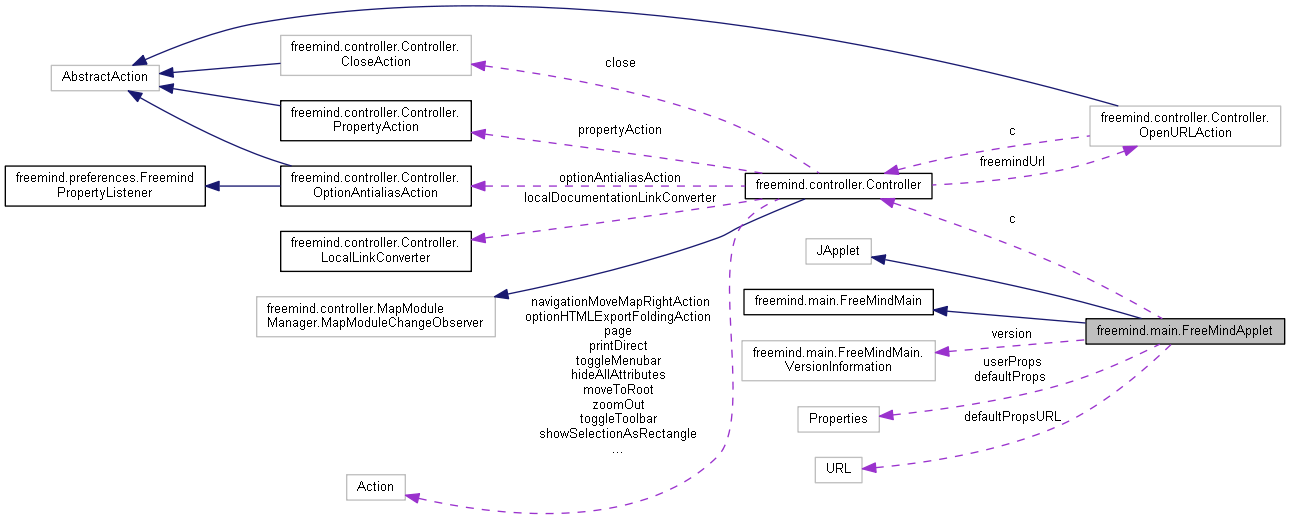 freemind.controller.Controller.
CloseAction
close
AbstractAction
freemind.controller.Controller.
PropertyAction
propertyAction
freemind.controller.Controller.
OpenURLAction
c
freemindUrl
freemind.preferences.Freemind
PropertyListener
freemind.controller.Controller.
OptionAntialiasAction
optionAntialiasAction
localDocumentationLinkConverter
freemind.controller.Controller
c
freemind.controller.Controller.
LocalLinkConverter
JApplet
freemind.controller.MapModule
Manager.MapModuleChangeObserver
navigationMoveMapRightAction
optionHTMLExportFoldingAction
page
printDirect
toggleMenubar
hideAllAttributes
moveToRoot
zoomOut
toggleToolbar
showSelectionAsRectangle
...
freemind.main.FreeMindMain
freemind.main.FreeMindApplet
version
freemind.main.FreeMindMain.
VersionInformation
userProps
defaultProps
Properties
defaultPropsURL
URL
Action